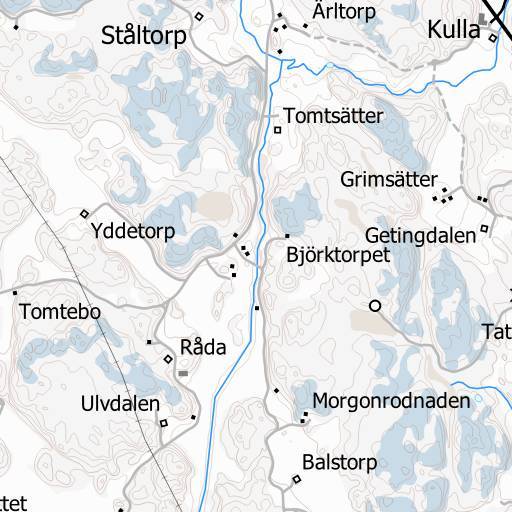 Ärltorp
Ståltorp
Kulla
Tomtsätter
Grimsätter
Yddetorp
Getingdalen
Björktorpet
Tomtebo
Tat
Råda
Ulvdalen
Morgonrodnaden
Balstorp
ttet